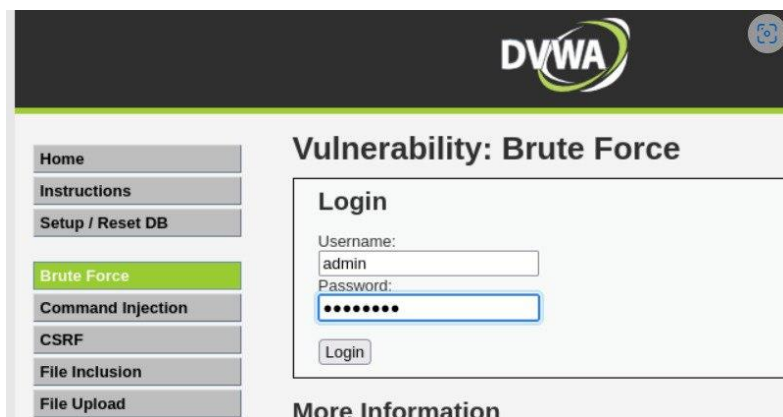 DVWA
Home
Instructions
Setup / Reset DB
Brute Force
Command Injection
CSRF
File Inclusion
File Upload
Vulnerability: Brute Force
Login
Username:
admin
Password:
••••••••
Login
More Information